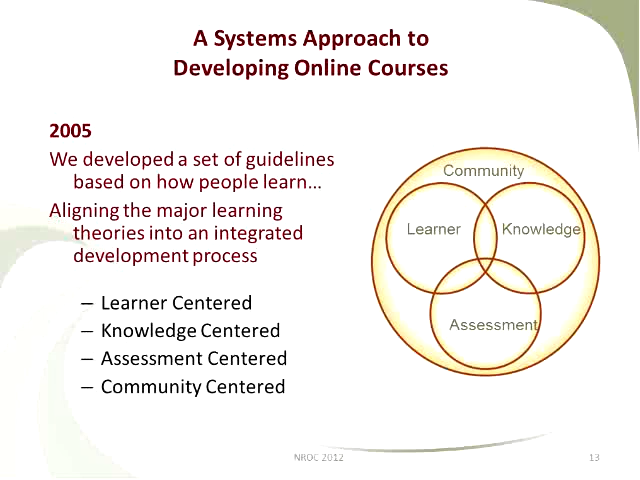 A Systems Approach to
Developing Online Courses
2005
We developed a set of guidelines
based on how people learn…
Aligning the major learning
theories into an integrated
development process
– Learner Centered
– Knowledge Centered
– Assessment Centered
– Community Centered
Community
Learner
Knowledge
Assessment
NROC 2012
13